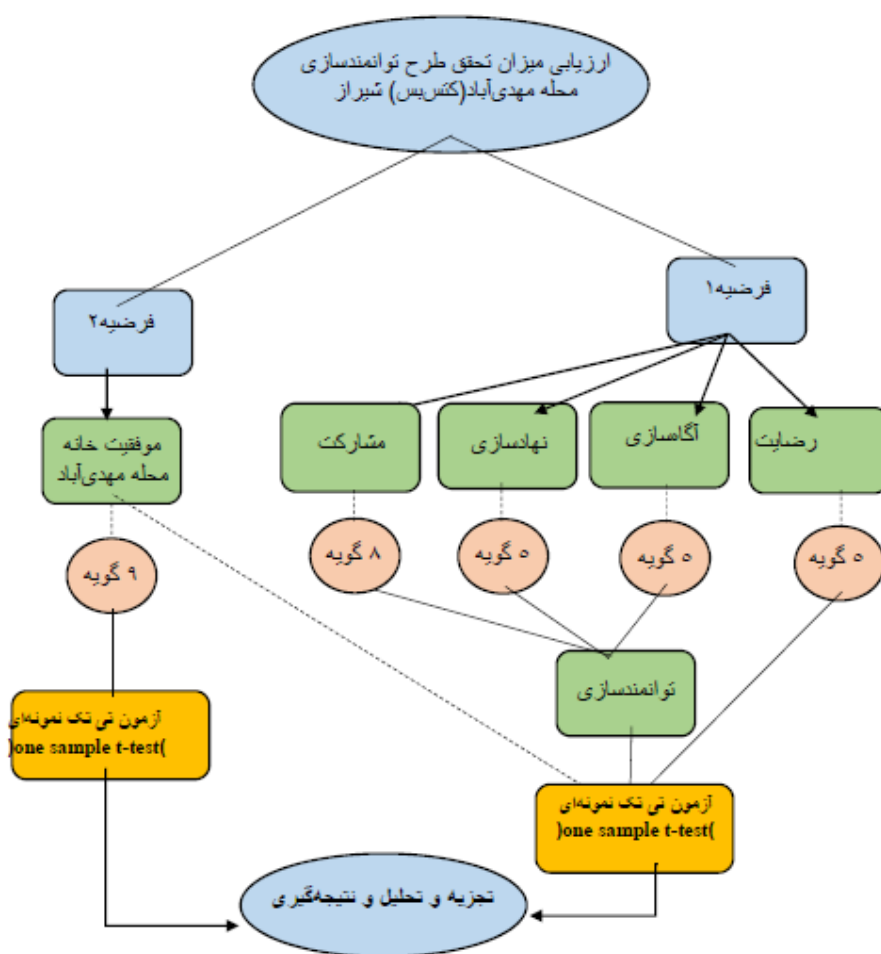 ارزیابی میزان تحقق طرح توانمندسازی
محله مهدی‌آباد(کتس‌بس) شیراز
فرضیه۱
فرضیه۲
رضایت
آگاسازی
نهادسازی
مشارکت
موفقیت خانه
محله مهدی‌آباد
۵ گویه
۵ گویه
۵ گویه
۸ گویه
۹ گویه
توانمندسازی
آزمون تی تک نمونه‌ای
)one sample t-test(
آزمون تی تک نمونه‌ای
)one sample t-test(
تجزیه و تحلیل و نتیجه‌گیری